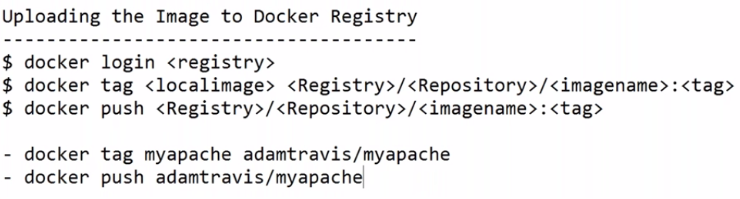 Uploading the Image to Docker Registry
--------------------------------------
$ docker login <registry>
$ docker tag <localimage> <Registry>/<Repository>/<imagename>:<tag>
$ docker push <Registry>/<Repository>/<imagename>:<tag>
- docker tag myapache adamtravis/myapache
- docker push adamtravis/myapache